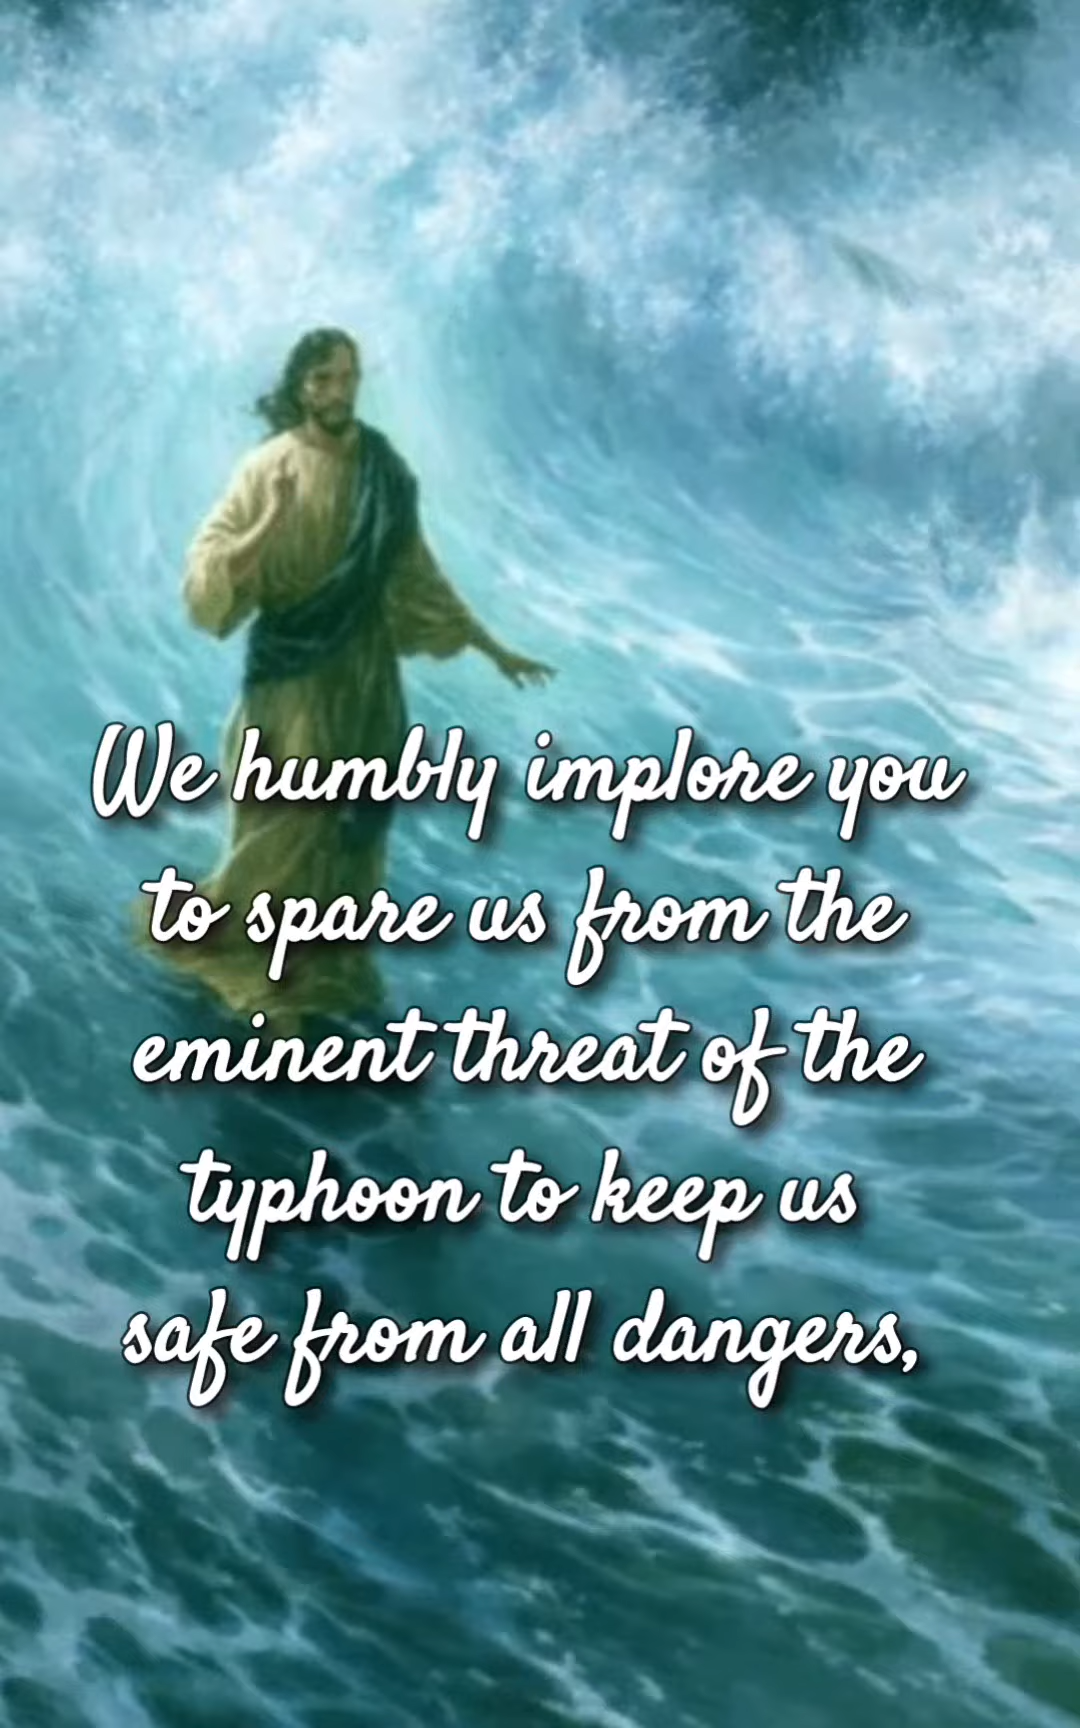 We humbly implore you
to spare us from the
eminent threat of the
typhoon to keep us
safe from all dangers,